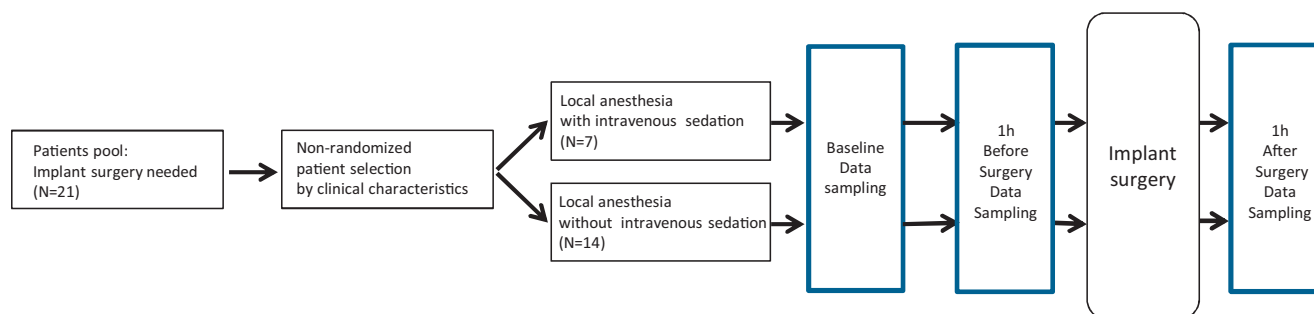 Patients pool:
Implant surgery needed
(N=21)
Non-randomized
patient selection
by clinical characteristics
Local anesthesia
with intravenous sedation
(N=7)
Local anesthesia
without intravenous sedation
(N=14)
Baseline
Data
sampling
1h
Before
Surgery
Data
Sampling
Implant
surgery
1h
After
Surgery
Data
Sampling